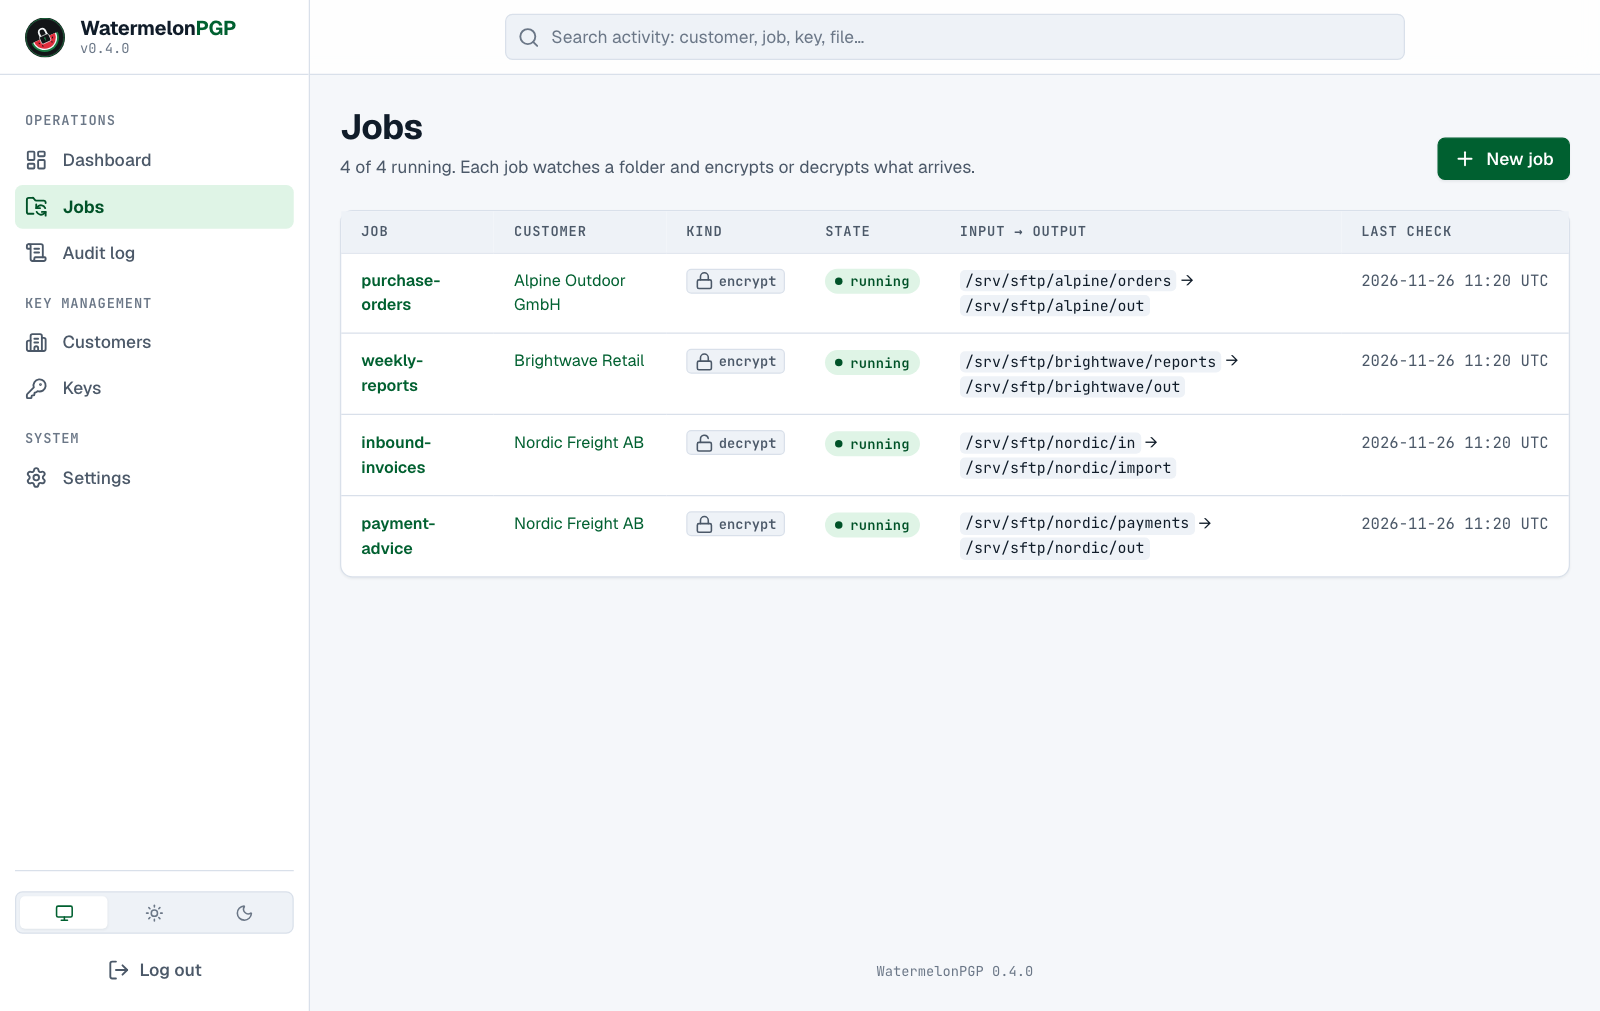 WatermelonPGP
v0.4.0
Search activity: customer, job, key, file...
OPERATIONS
Dashboard
Jobs
Audit log
KEY MANAGEMENT
Customers
Keys
SYSTEM
Settings
Log out
Jobs
4 of 4 running. Each job watches a folder and encrypts or decrypts what arrives.
New job
JOB CUSTOMER KIND STATE INPUT → OUTPUT LAST CHECK
purchase- Alpine Outdoor encrypt running /srv/sftp/alpine/orders → 2026-11-26 11:20 UTC
orders GmbH /srv/sftp/alpine/out
weekly- Brightwave Retail encrypt running /srv/sftp/brightwave/reports → 2026-11-26 11:20 UTC
reports /srv/sftp/brightwave/out
inbound- Nordic Freight AB decrypt running /srv/sftp/nordic/in → 2026-11-26 11:20 UTC
invoices /srv/sftp/nordic/import
payment- Nordic Freight AB encrypt running /srv/sftp/nordic/payments → 2026-11-26 11:20 UTC
advice /srv/sftp/nordic/out
WatermelonPGP 0.4.0